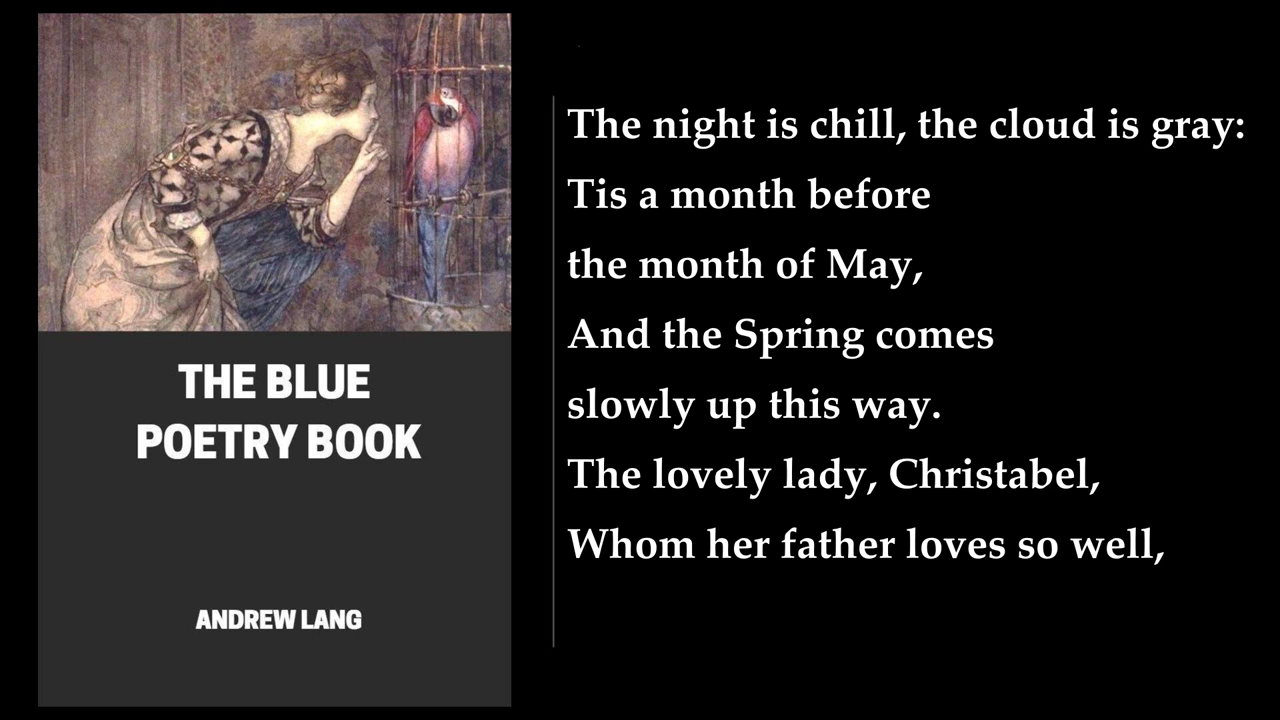 THE BLUE
POETRY BOOK
ANDREW LANG
The night is chill, the cloud is gray:
Tis a month before
the month of May,
And the Spring comes
slowly up this way.
The lovely lady, Christabel,
Whom her father loves so well,